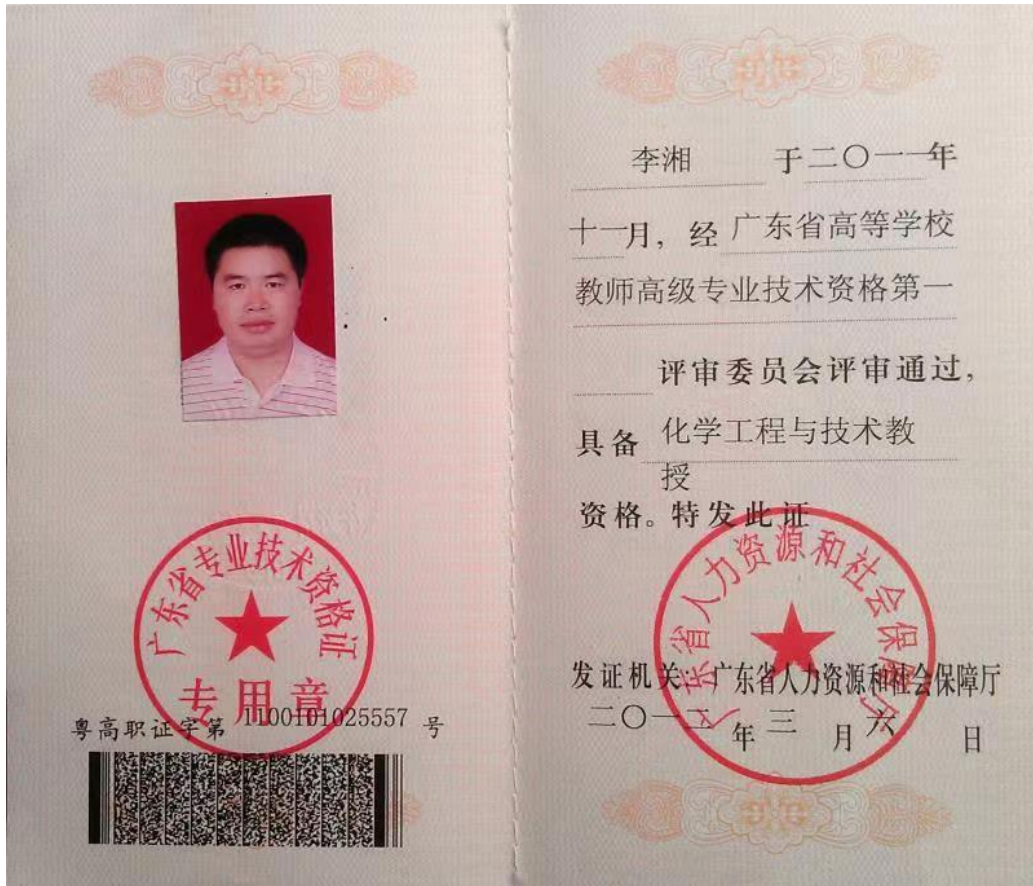 广东省专业技术资格证
专用章
粤高职证字第 1100101025557 号
李湘 于二〇一一年
十一月，经 广东省高等学校
教师高级专业技术资格第一
评审委员会评审通过，
具备 化学工程与技术教
授
资格。特发此证
广东省人力资源和社会保障厅
发证机关：广东省人力资源和社会保障厅
二〇一二年三月六日